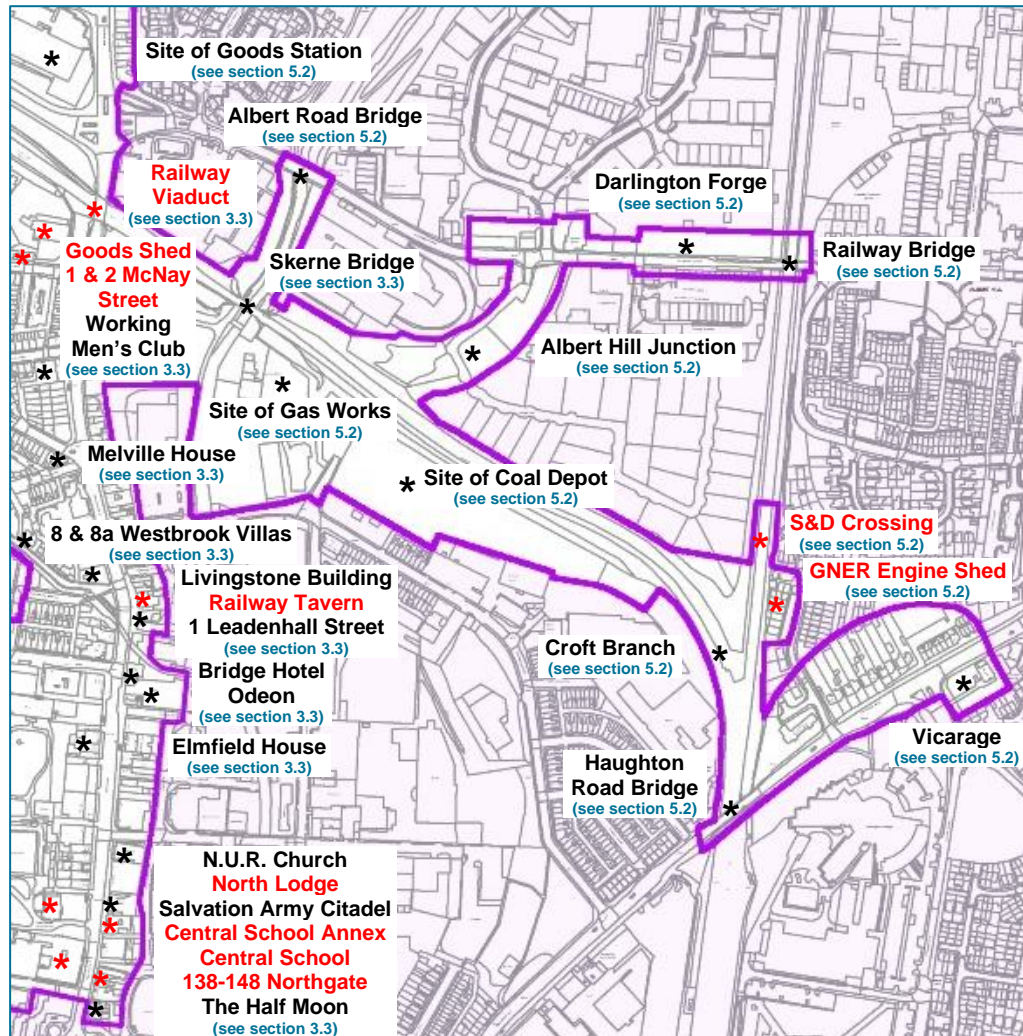 Site of Goods Station
(see section 5.2)
Albert Road Bridge
(see section 5.2)
Railway
Viaduct
(see section 3.3)
Darlington Forge
(see section 5.2)
Railway Bridge
(see section 5.2)
Goods Shed
1 & 2 McNay
Street
Working
Men's Club
(see section 3.3)
Skerne Bridge
(see section 3.3)
Albert Hill Junction
(see section 5.2)
Site of Gas Works
(see section 5.2)
Melville House
(see section 3.3)
Site of Coal Depot
(see section 5.2)
8 & 8a Westbrook Villas
(see section 3.3)
S&D Crossing
(see section 5.2)
GNER Engine Shed
(see section 5.2)
Livingstone Building
Railway Tavern
1 Leadenhall Street
(see section 3.3)
Croft Branch
(see section 5.2)
Bridge Hotel
Odeon
(see section 3.3)
Elmfield House
(see section 3.3)
Vicarage
(see section 5.2)
Haughton
Road Bridge
(see section 5.2)
N.U.R. Church
North Lodge
Salvation Army Citadel
Central School Annex
Central School
138-148 Northgate
The Half Moon
(see section 3.3)